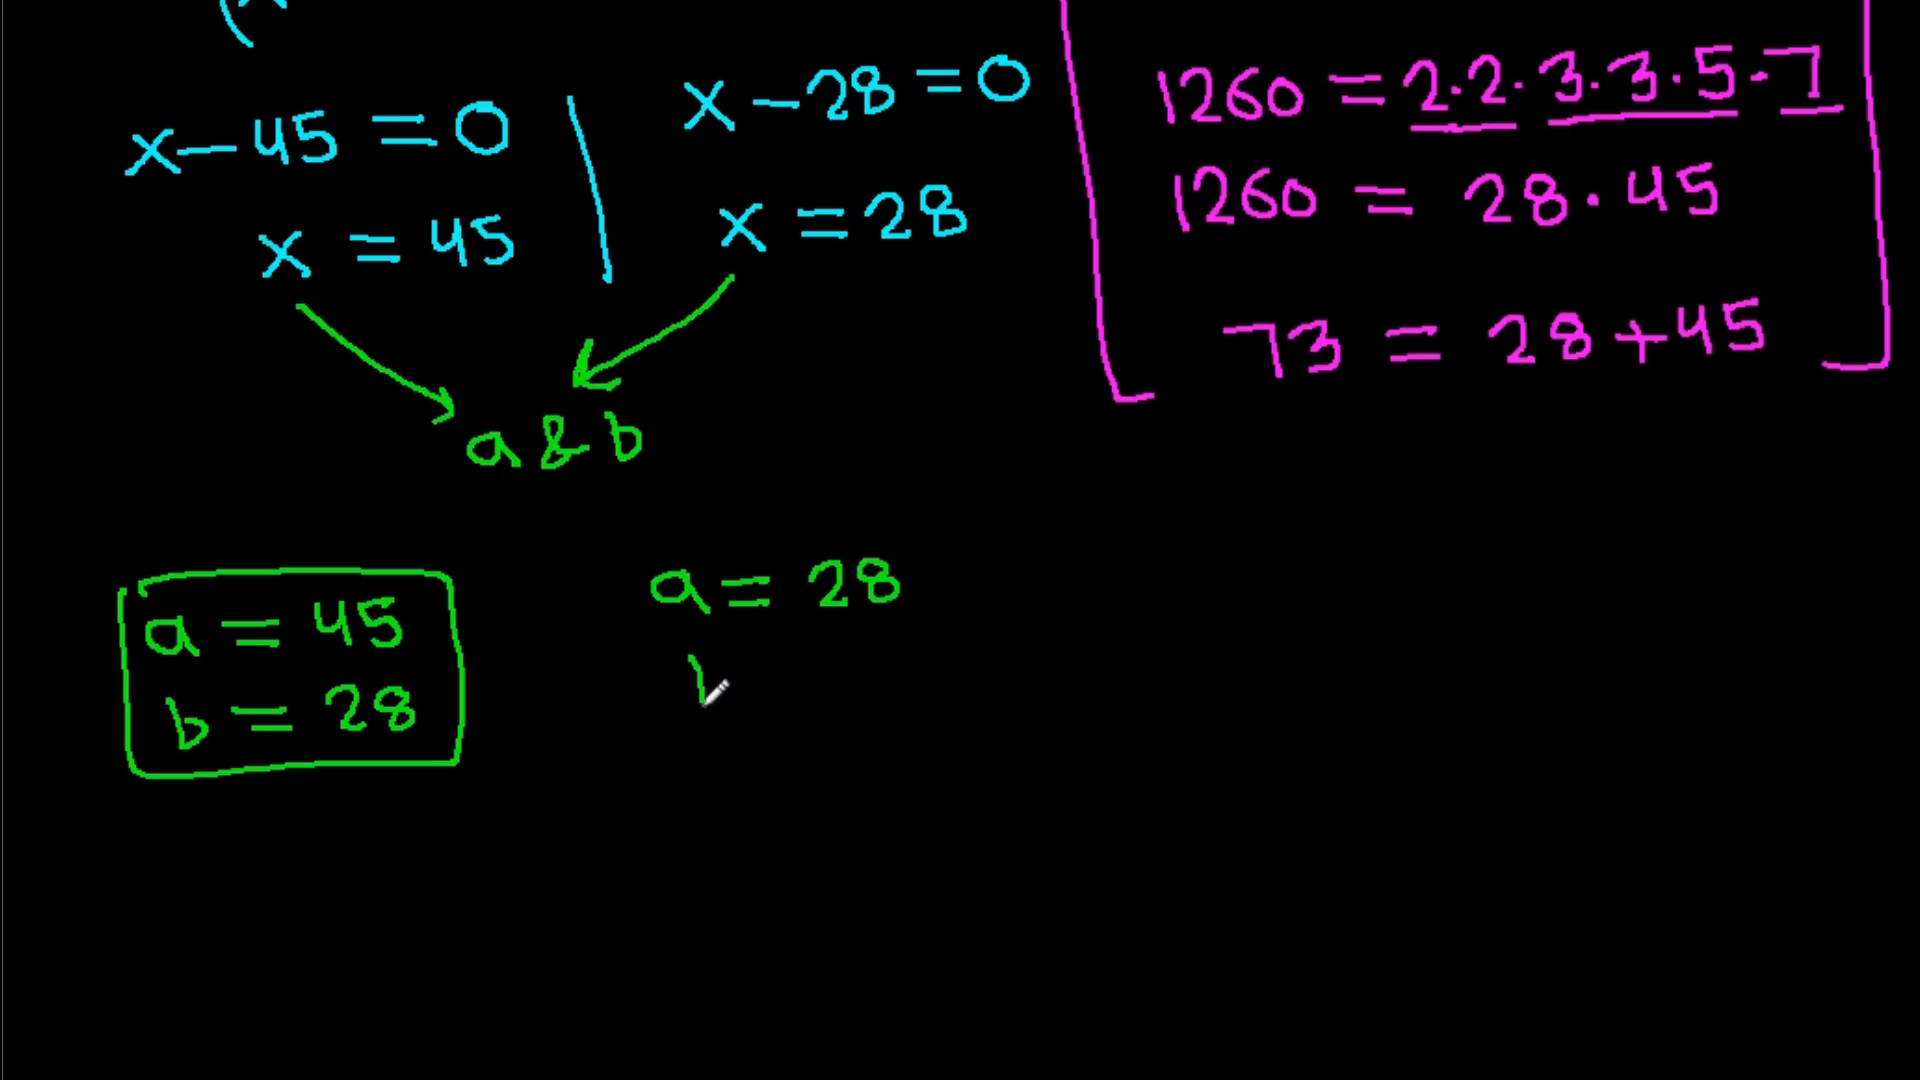 x - 45 = 0
x = 45
x - 28 = 0
x = 28
a & b
a = 45
b = 28
a = 28
1260 = 2·2·3·3·5·7
1260 = 28·45
73 = 28 + 45